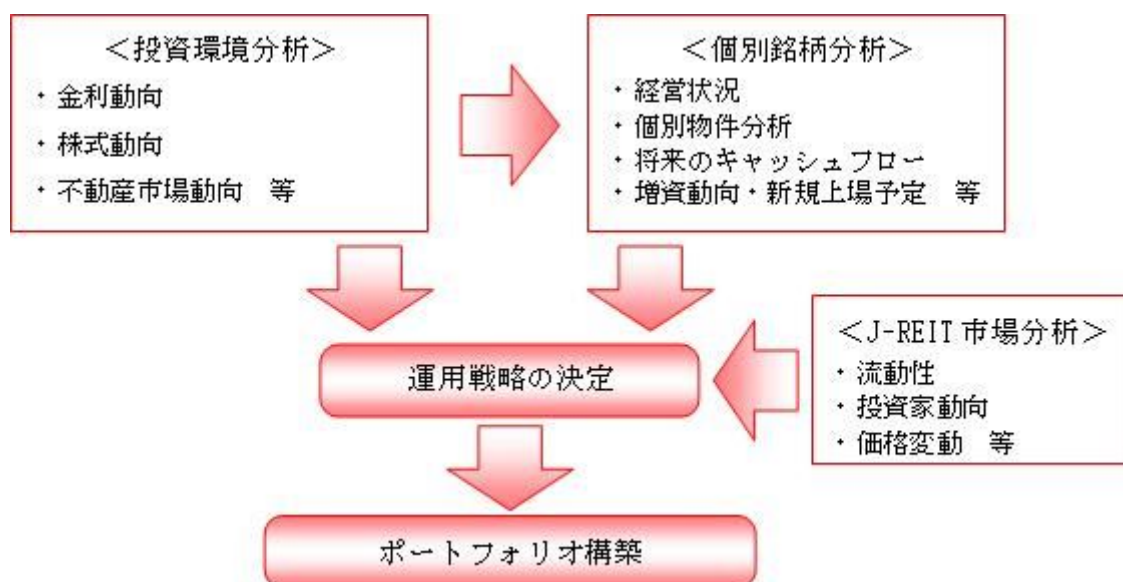 ＜投資環境分析＞
・金利動向
・株式動向
・不動産市場動向　等
＜個別銘柄分析＞
・経営状況
・個別物件分析
・将来のキャッシュフロー
・増資動向・新規上場予定　等
＜J-REIT 市場分析＞
・流動性
・投資家動向
・価格変動　等
運用戦略の決定
ポートフォリオ構築